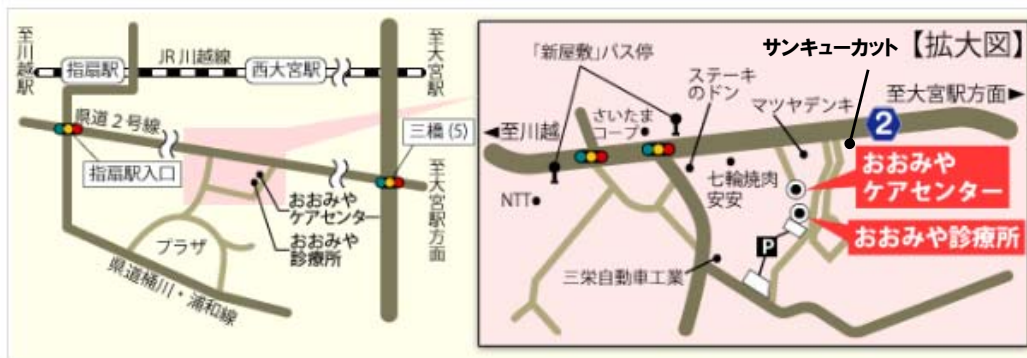 至川越駅
指扇駅
JR川越線
西大宮駅
至大宮駅
県道2号線
三橋(5)
指扇駅入口
おおみや
ケアセンター
おおみや
診療所
至大宮駅方面
プラザ
県道桶川・浦和線
「新屋敷」バス停
サンキューカット
【拡大図】
ステーキ
のドン
マツヤデンキ
至大宮駅方面▶
さいたま
コープ
◀至川越
2
七輪焼肉
安安
おおみや
ケアセンター
NTT
おおみや診療所
P
三栄自動車工業